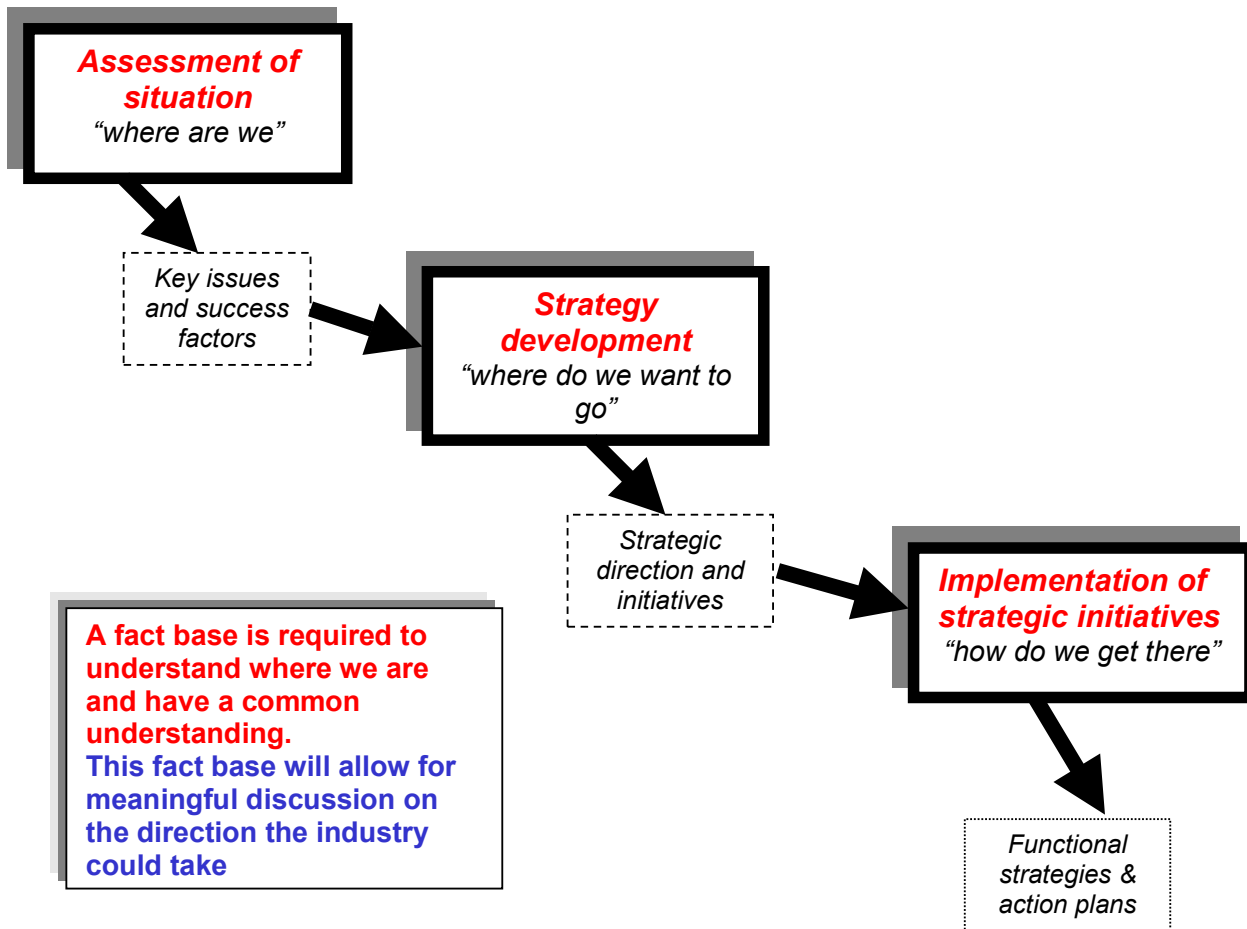 Assessment of
situation
“where are we”
Key issues
and success
factors
Strategy
development
“where do we want to
go”
Strategic
direction and
initiatives
Implementation of
strategic initiatives
“how do we get there”
A fact base is required to
understand where we are
and have a common
understanding.
This fact base will allow for
meaningful discussion on
the direction the industry
could take
Functional
strategies &
action plans